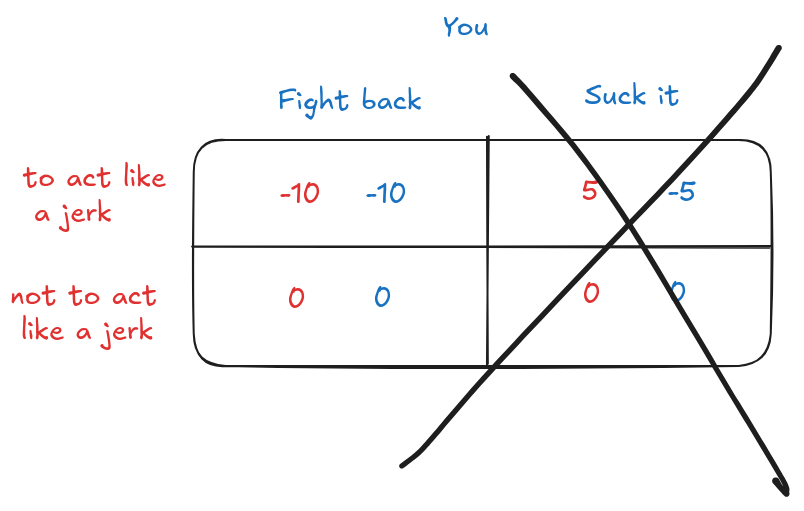 You
Fight back
Suck it
to act like
a jerk
-10 -10
5 -5
not to act
like a jerk
0 0
0 0